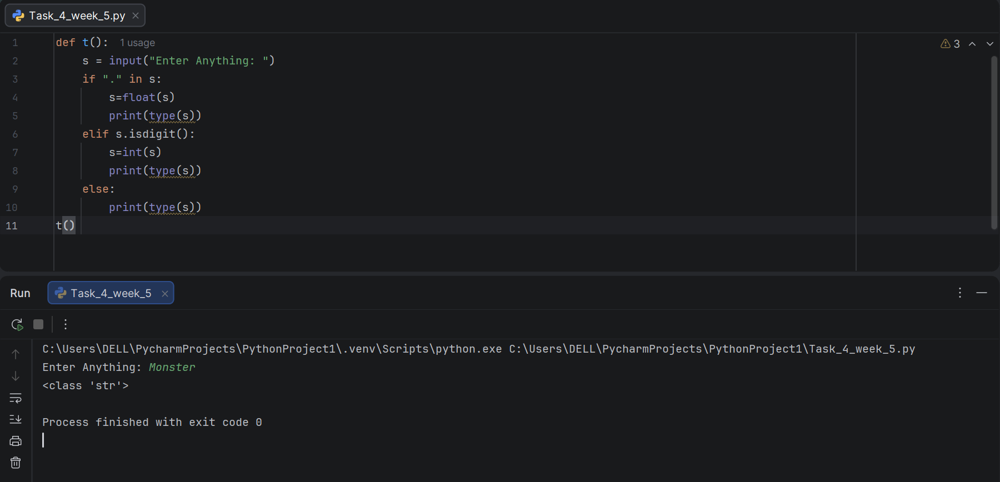 Task_4_week_5.py
1 def t(): 1 usage
2 s = input("Enter Anything: ")
3 if "." in s:
4 s=float(s)
5 print(type(s))
6 elif s.isdigit():
7 s=int(s)
8 print(type(s))
9 else:
10 print(type(s))
11 t()
3
Run Task_4_week_5
C:\Users\DELL\PycharmProjects\PythonProject1\.venv\Scripts\python.exe C:\Users\DELL\PycharmProjects\PythonProject1\Task_4_week_5.py
Enter Anything: Monster
<class 'str'>
Process finished with exit code 0